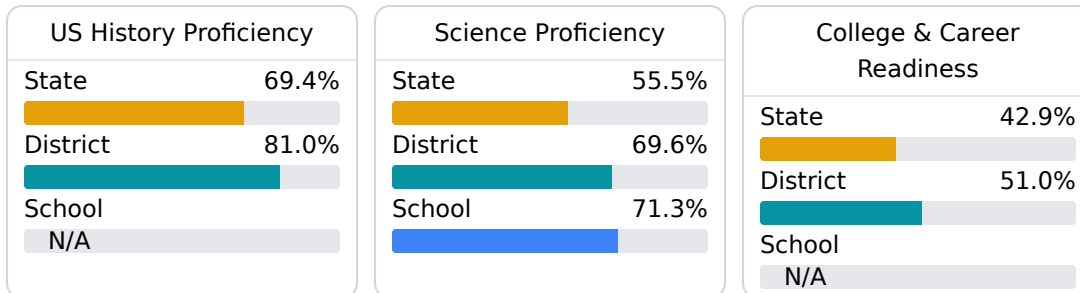 US History Proficiency
State 69.4%
District 81.0%
School
N/A
Science Proficiency
State 55.5%
District 69.6%
School 71.3%
College & Career
Readiness
State 42.9%
District 51.0%
School
N/A